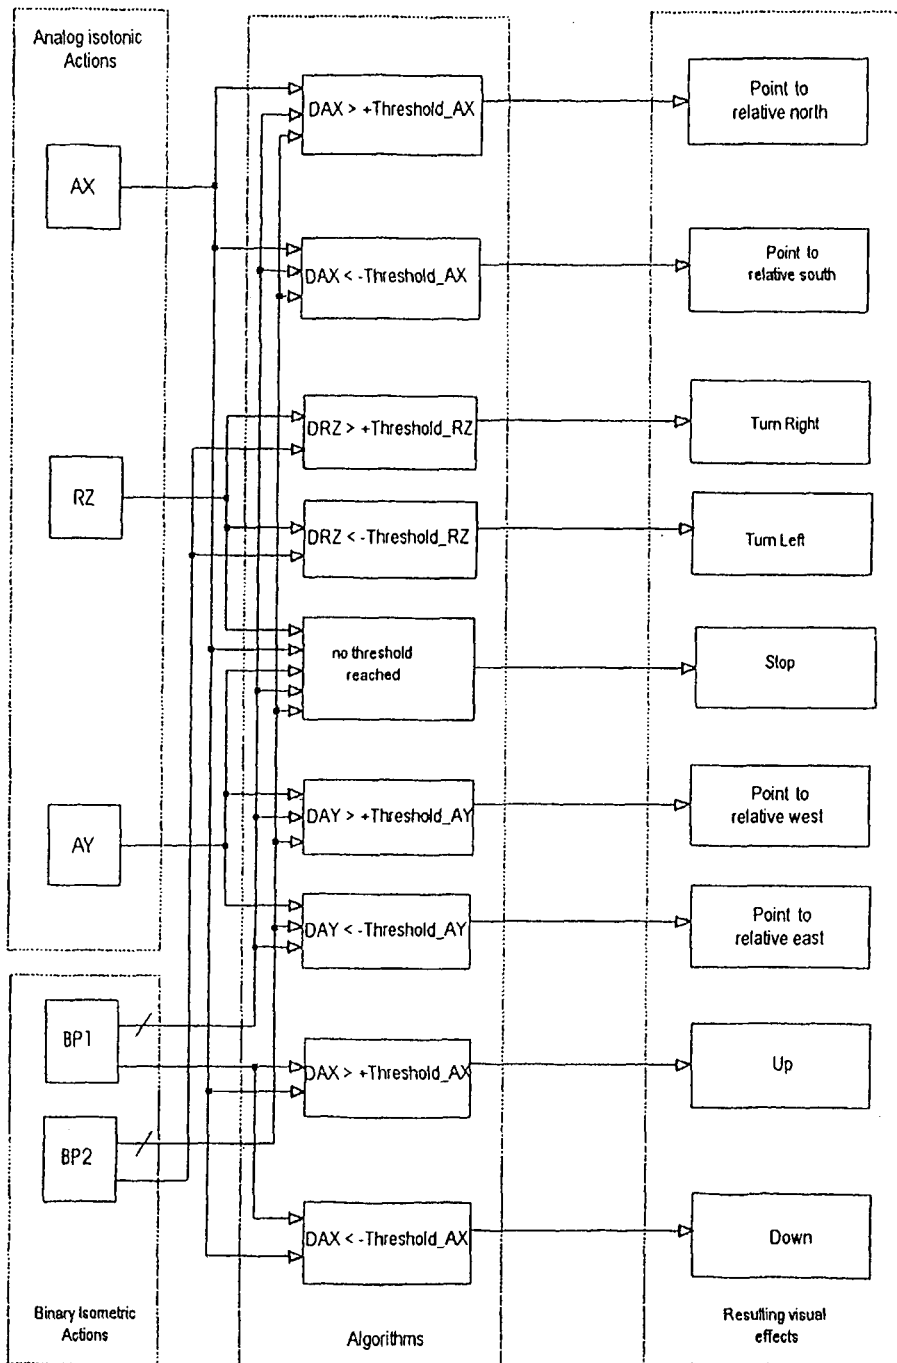 Analog isotonic
Actions
AX
RZ
AY
BP1
BP2
Binary Isometric
Actions
DAX > +Threshold_AX
DAX < -Threshold_AX
DRZ > +Threshold_RZ
DRZ < -Threshold_RZ
no threshold
reached
DAY > +Threshold_AY
DAY < -Threshold_AY
DAX > +Threshold_AX
DAX < -Threshold_AX
Algorithms
Point to
relative north
Point to
relative south
Turn Right
Turn Left
Stop
Point to
relative west
Point to
relative east
Up
Down
Resulting visual
effects